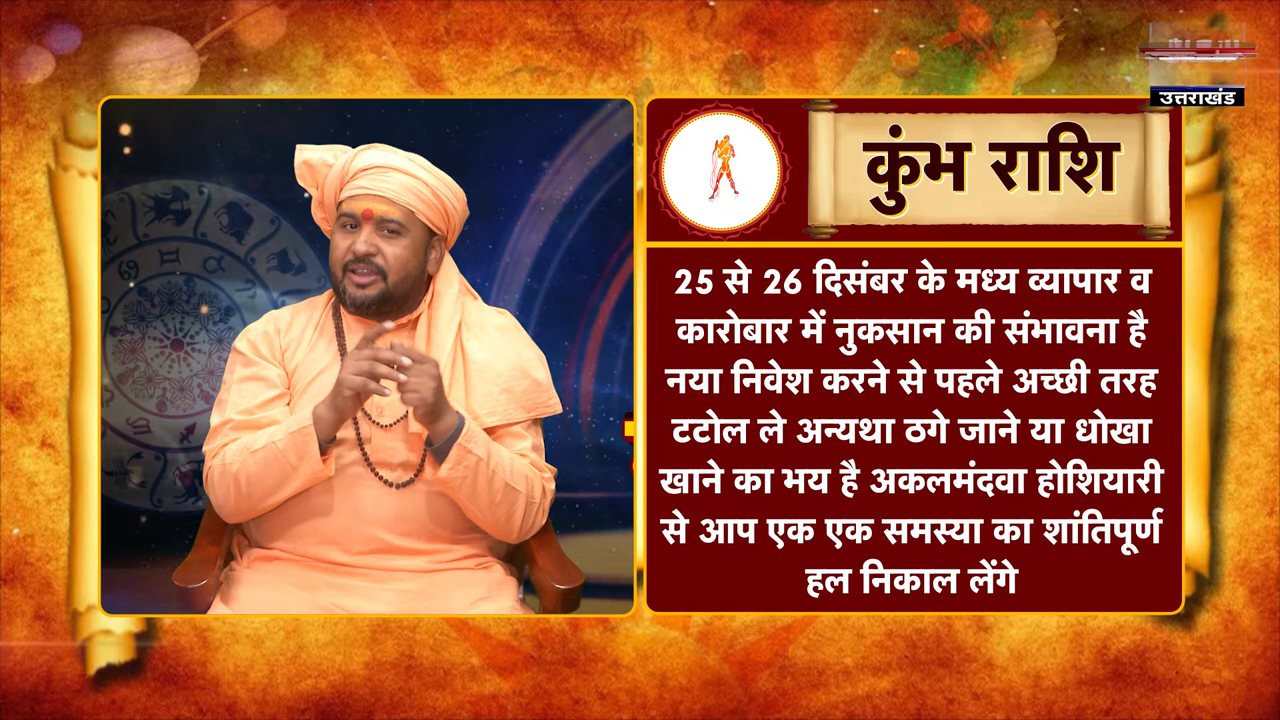 उत्तराखंड
कुंभ राशि
25 से 26 दिसंबर के मध्य व्यापार व
कारोबार में नुकसान की संभावना है
नया निवेश करने से पहले अच्छी तरह
टटोल ले अन्यथा ठगे जाने या धोखा
खाने का भय है अकलमंदवा होशियारी
से आप एक एक समस्या का शांतिपूर्ण
हल निकाल लेंगे